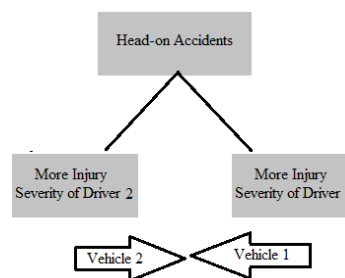 Head-on Accidents
More Injury
Severity of Driver 2
More Injury
Severity of Driver
Vehicle 2
Vehicle 1